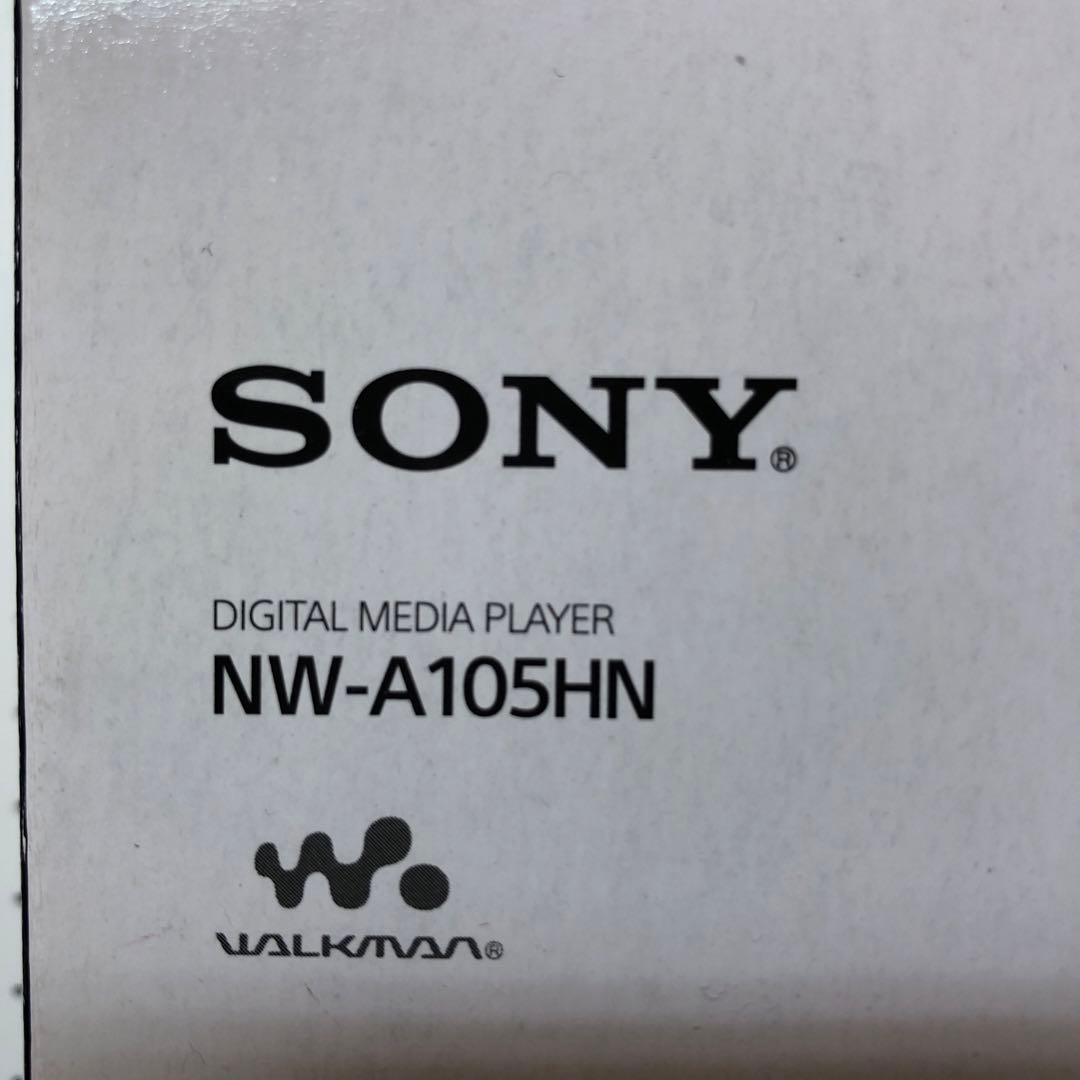 SONY®
DIGITAL MEDIA PLAYER
NW-A105HN
WALKMAN®